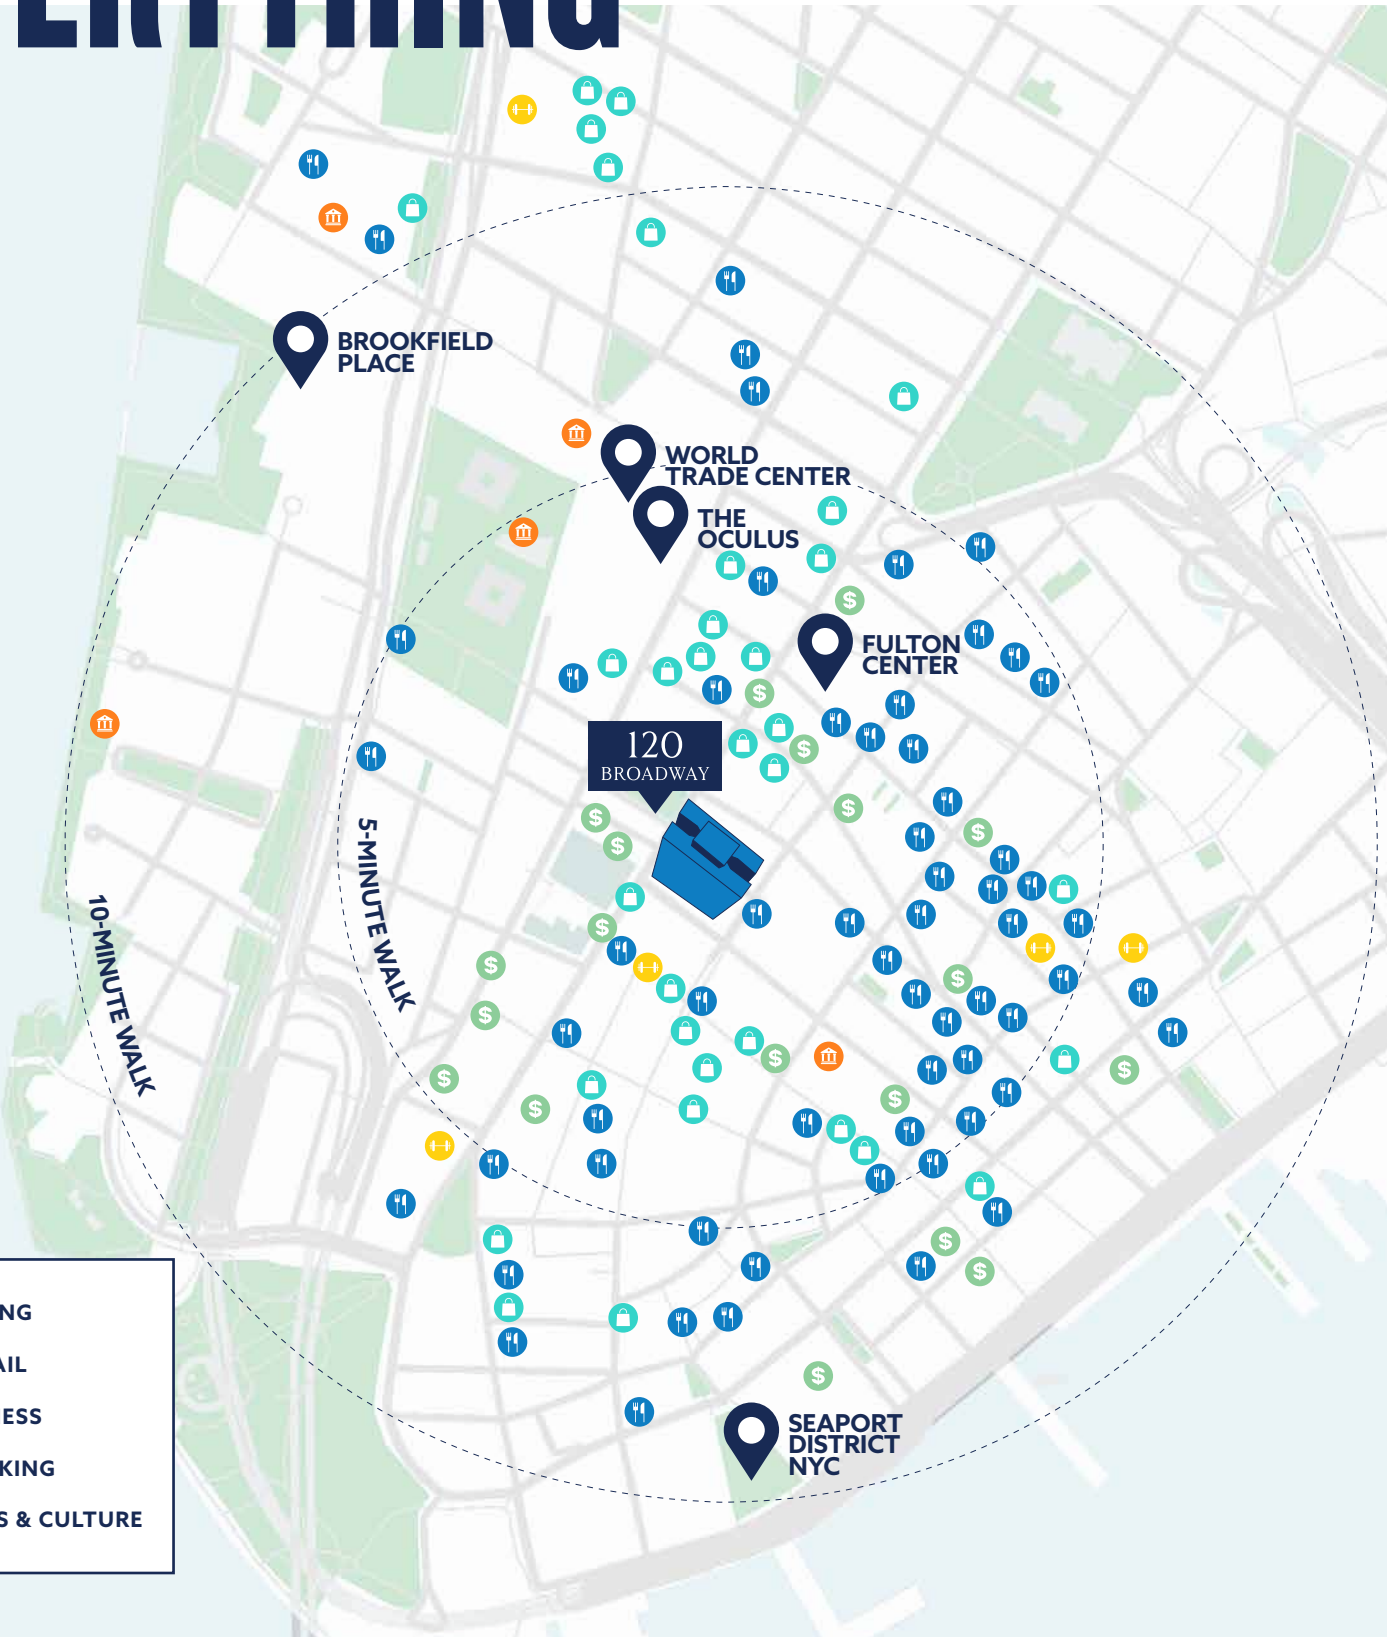 ERYTHING
BROOKFIELD
PLACE
WORLD
TRADE CENTER
THE
OCULUS
FULTON
CENTER
120
BROADWAY
5-MINUTE WALK
10-MINUTE WALK
NG
AIL
ESS
KING
S & CULTURE
SEAPORT
DISTRICT
NYC